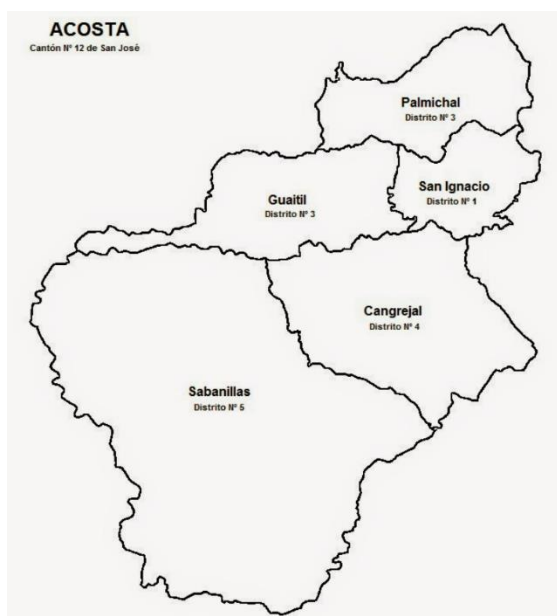 ACOSTA
Cantón Nº 12 de San José
Palmichal
Distrito Nº 3
San Ignacio
Distrito Nº 1
Guaitil
Distrito Nº 3
Cangrejal
Distrito Nº 4
Sabanillas
Distrito Nº 5